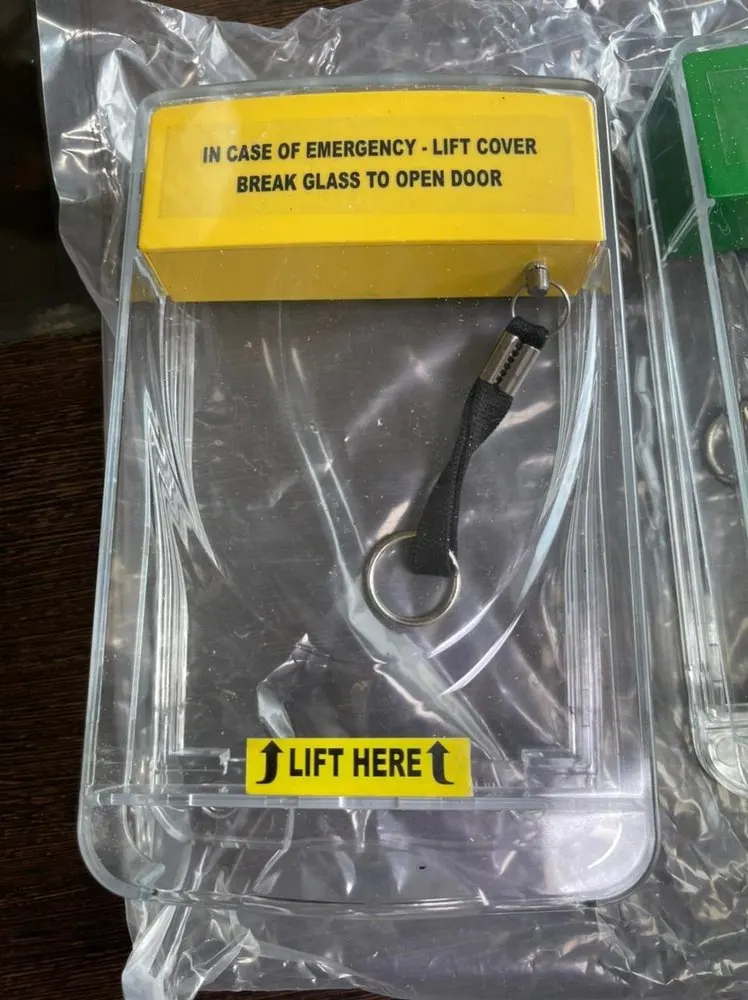 IN CASE OF EMERGENCY - LIFT COVER
BREAK GLASS TO OPEN DOOR
LIFT HERE